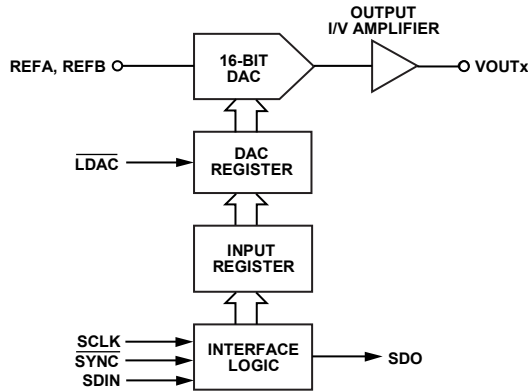 OUTPUT
I/V AMPLIFIER
REFA, REFB
16-BIT
DAC
VOUTx
LDAC
DAC
REGISTER
INPUT
REGISTER
SCLK
SYNC
SDIN
INTERFACE
LOGIC
SDO